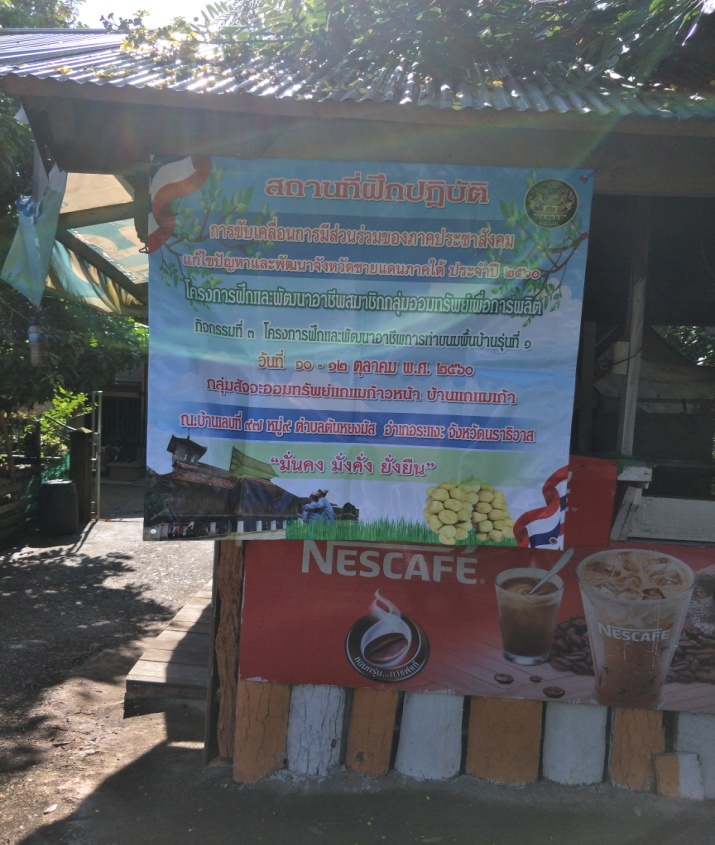 สถานที่ฝึกปฏิบัติ
การขับเคลื่อนการมีส่วนร่วมของภาคประชาสังคม
แก้ไขปัญหาและพัฒนาจังหวัดชายแดนภาคใต้ ประจำปี ๒๕๖๐
โครงการฝึกและพัฒนาอาชีพสมาชิกกลุ่มออมทรัพย์เพื่อการผลิต
กิจกรรมที่ ๓ โครงการฝึกและพัฒนาอาชีพการทำขนมพื้นบ้านรุ่นที่ ๑
วันที่ ๑๐ - ๑๒ ตุลาคม พ.ศ. ๒๕๖๐
กลุ่มสัจจะออมทรัพย์แกแมก้าวหน้า บ้านแกแมเก้า
ณ บ้านเลขที่ ๔๗ หมู่๙ ตำบลตันหยงมัส อำเภอระแงะ จังหวัดนราธิวาส
"มั่นคง มั่งคั่ง ยั่งยืน"
NESCAFÉ
NESCAFÉ
หอมกรุ่น...กาแฟแท้